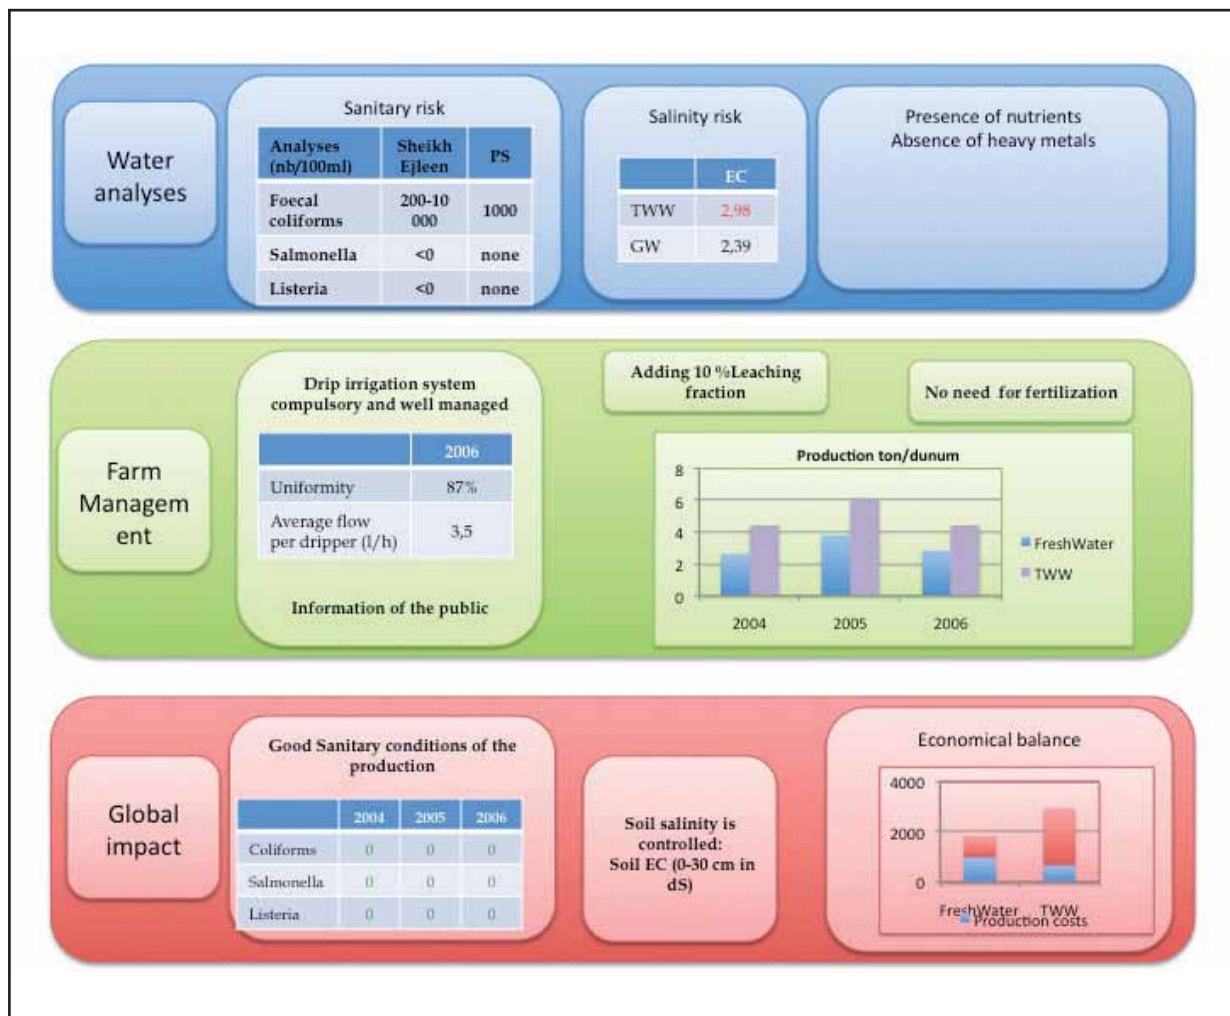 Water
analyses
Sanitary risk
Analyses (nb/100ml) Sheikh Ejleen PS
Foecal coliforms 200-10 000 1000
Salmonella <0 none
Listeria <0 none
Salinity risk
EC
TWW 2,98
GW 2,39
Presence of nutrients
Absence of heavy metals
Farm
Managem
ent
Drip irrigation system
compulsory and well managed
2006
Uniformity 87%
Average flow
per dripper (l/h) 3,5
Information of the public
Adding 10 %Leaching
fraction
No need for fertilization
Production ton/dunum
8
6
4
2
0
2004 2005 2006
FreshWater
TWW
Global
impact
Good Sanitary conditions of the
production
2004 2005 2006
Coliforms 0 0 0
Salmonella 0 0 0
Listeria 0 0 0
Soil salinity is
controlled:
Soil EC (0-30 cm in
dS)
Economical balance
4000
2000
0
FreshWater TWW
Production costs